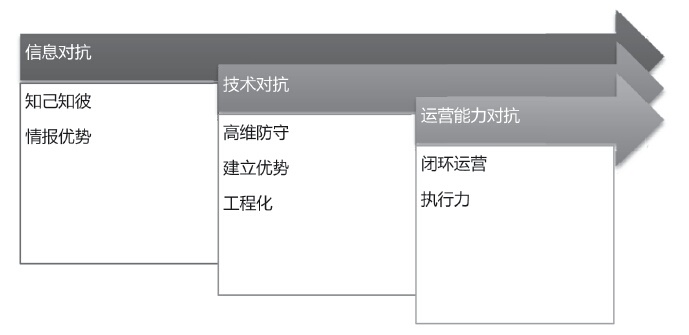 信息对抗
知己知彼
情报优势
技术对抗
高维防守
建立优势
工程化
运营能力对抗
闭环运营
执行力